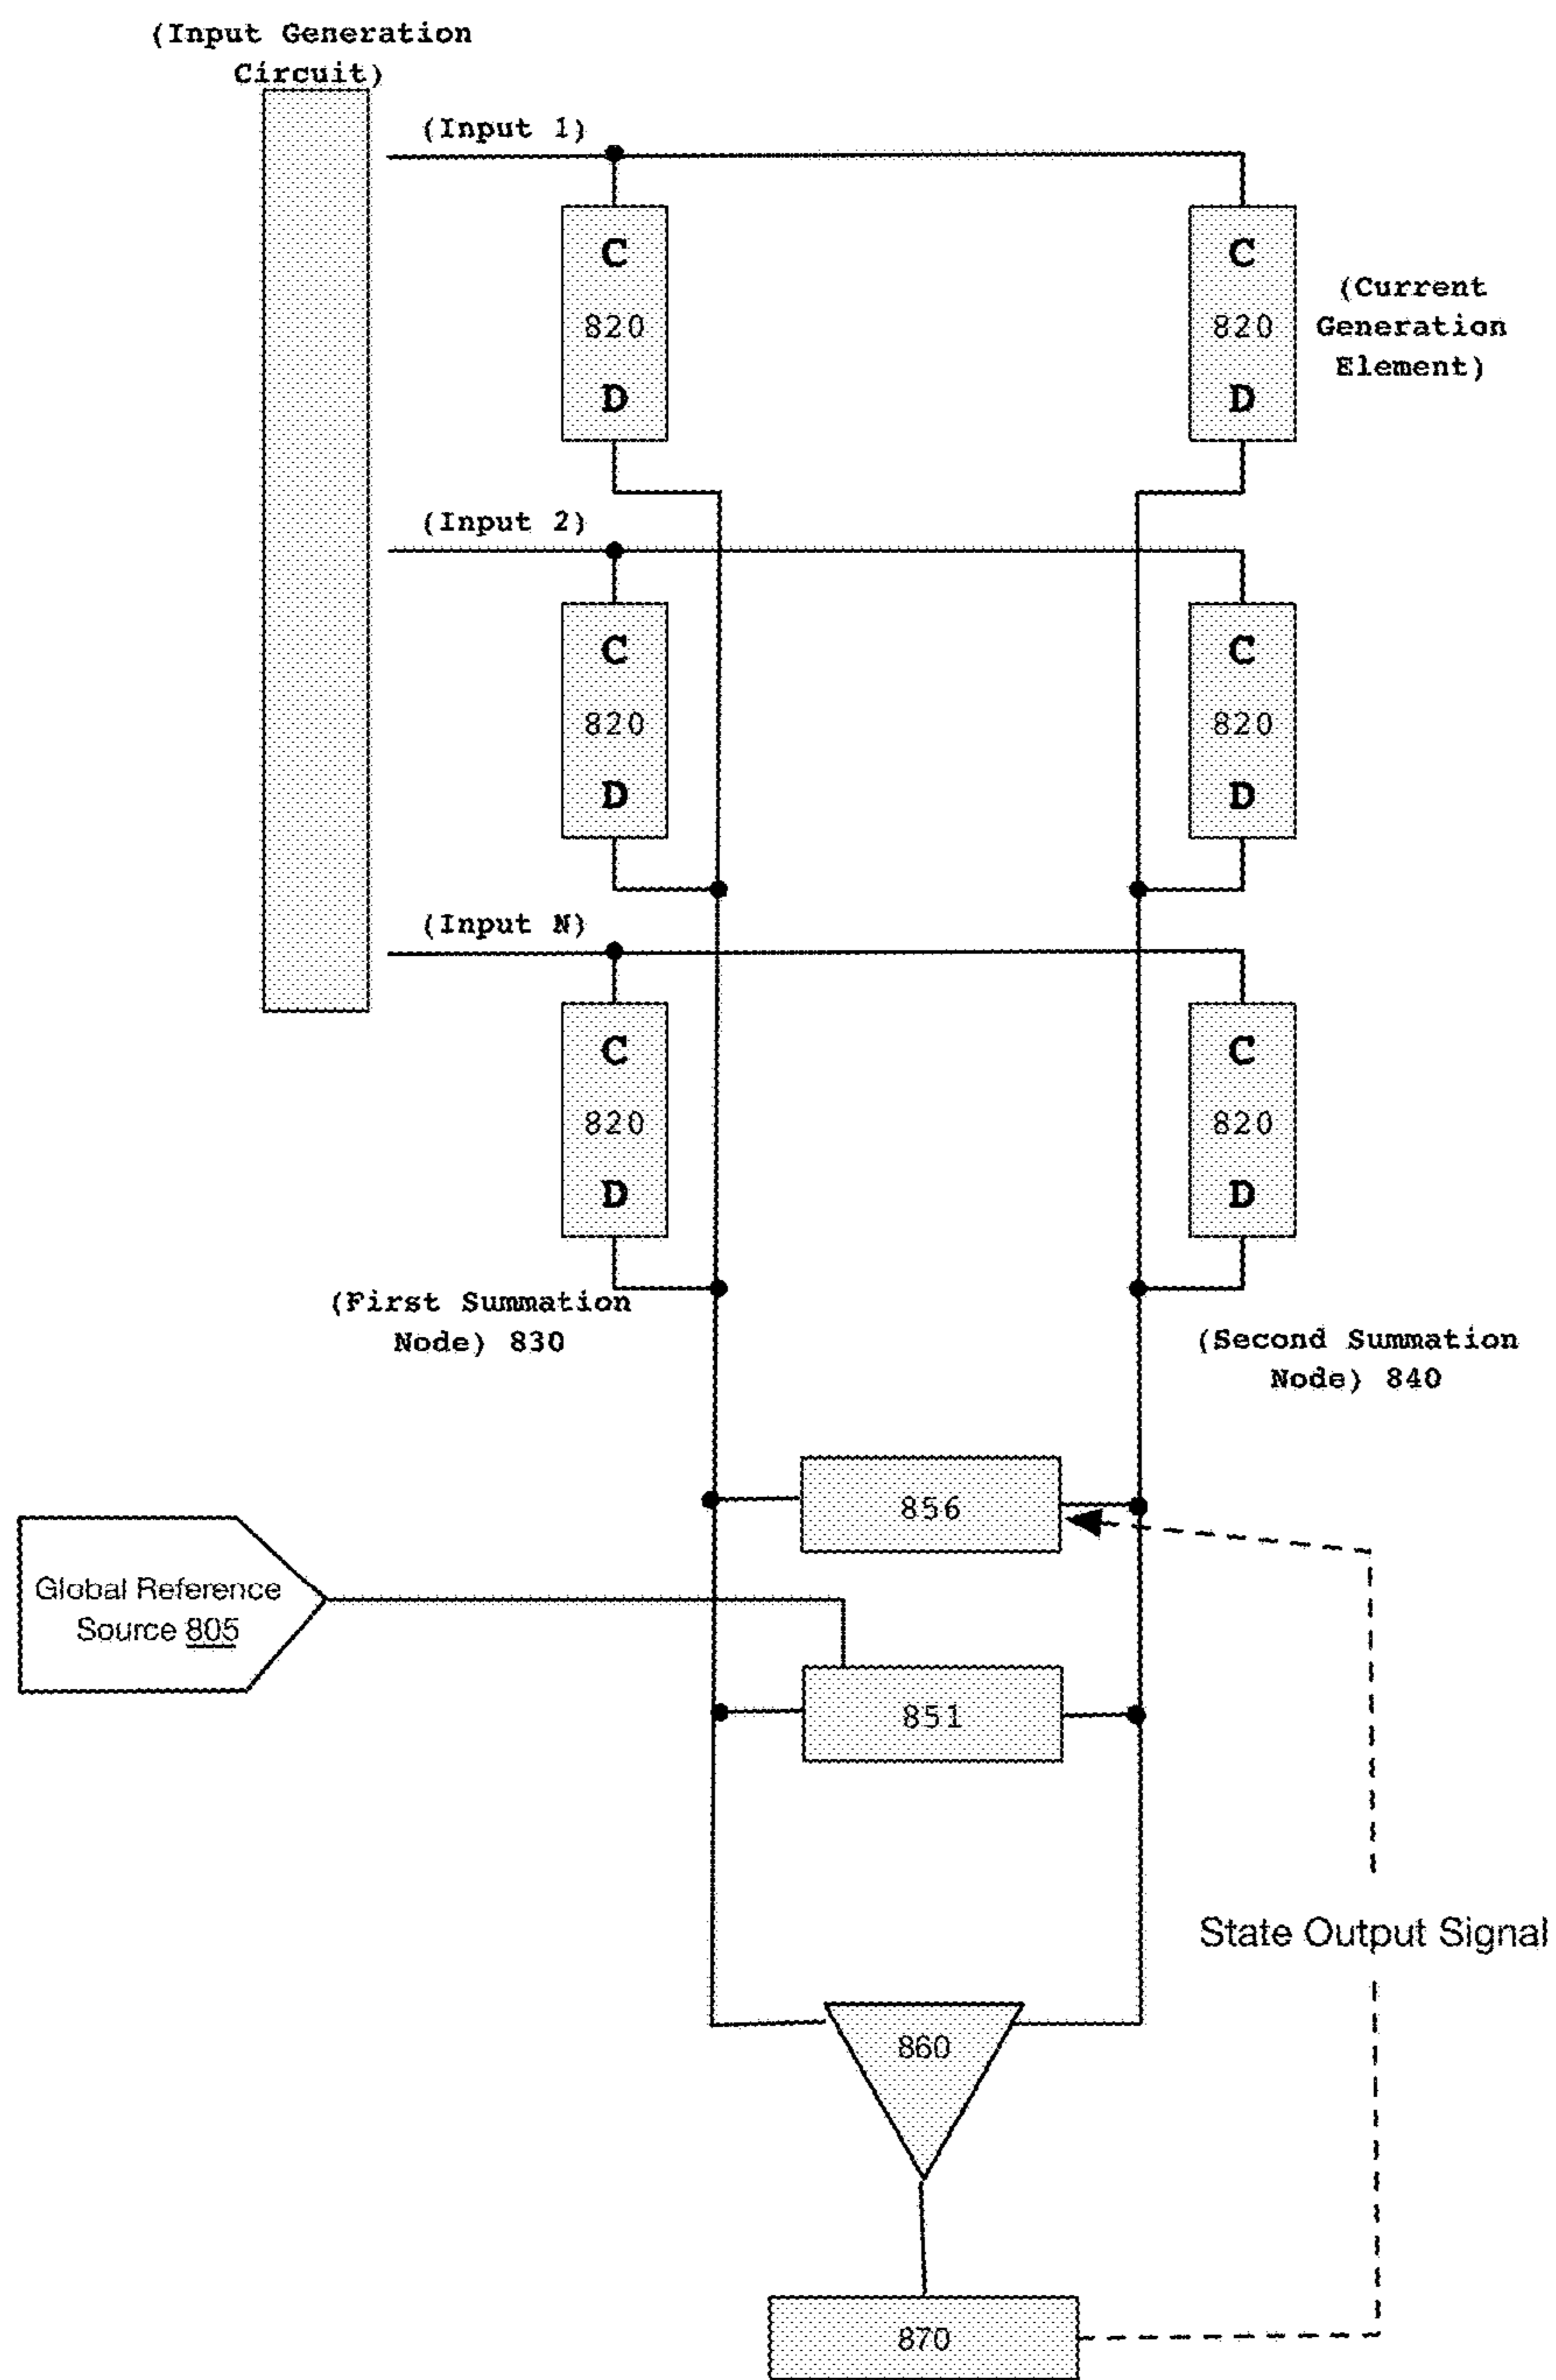 (Input Generation
Circuit)
(Input 1)
C
820
D
C
820
D
(Current
Generation
Element)
(Input 2)
C
820
D
C
820
D
(Input N)
C
820
D
C
820
D
(First Summation
Node) 830
(Second Summation
Node) 840
856
Global Reference
Source 805
851
State Output Signal
860
870